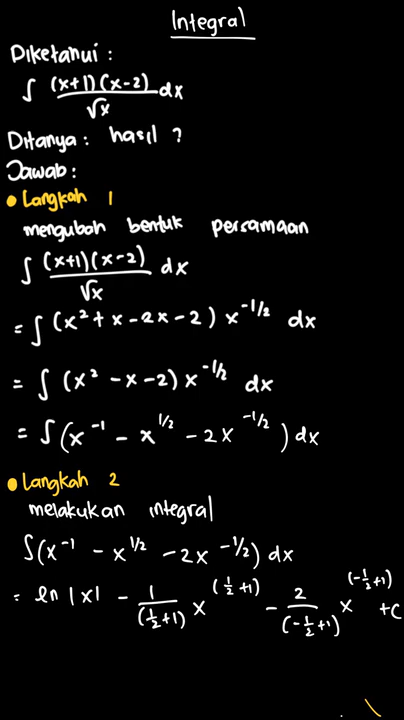 Integral
Diketahui :
∫ (x+1)(x-2)/√x dx
Ditanya : hasil ?
Jawab :
• Langkah 1
mengubah bentuk persamaan
∫ (x+1)(x-2)/√x dx
= ∫ (x² + x - 2x - 2) x^(-1/2) dx
= ∫ (x² - x - 2) x^(-1/2) dx
= ∫ (x^(-1) - x^(1/2) - 2x^(-1/2)) dx
• Langkah 2
melakukan integral
∫ (x^(-1) - x^(1/2) - 2x^(-1/2)) dx
= ln |x| - 1/(1/2 +1) x^(1/2 +1) - 2/(-1/2 +1) x^(-1/2 +1) + C